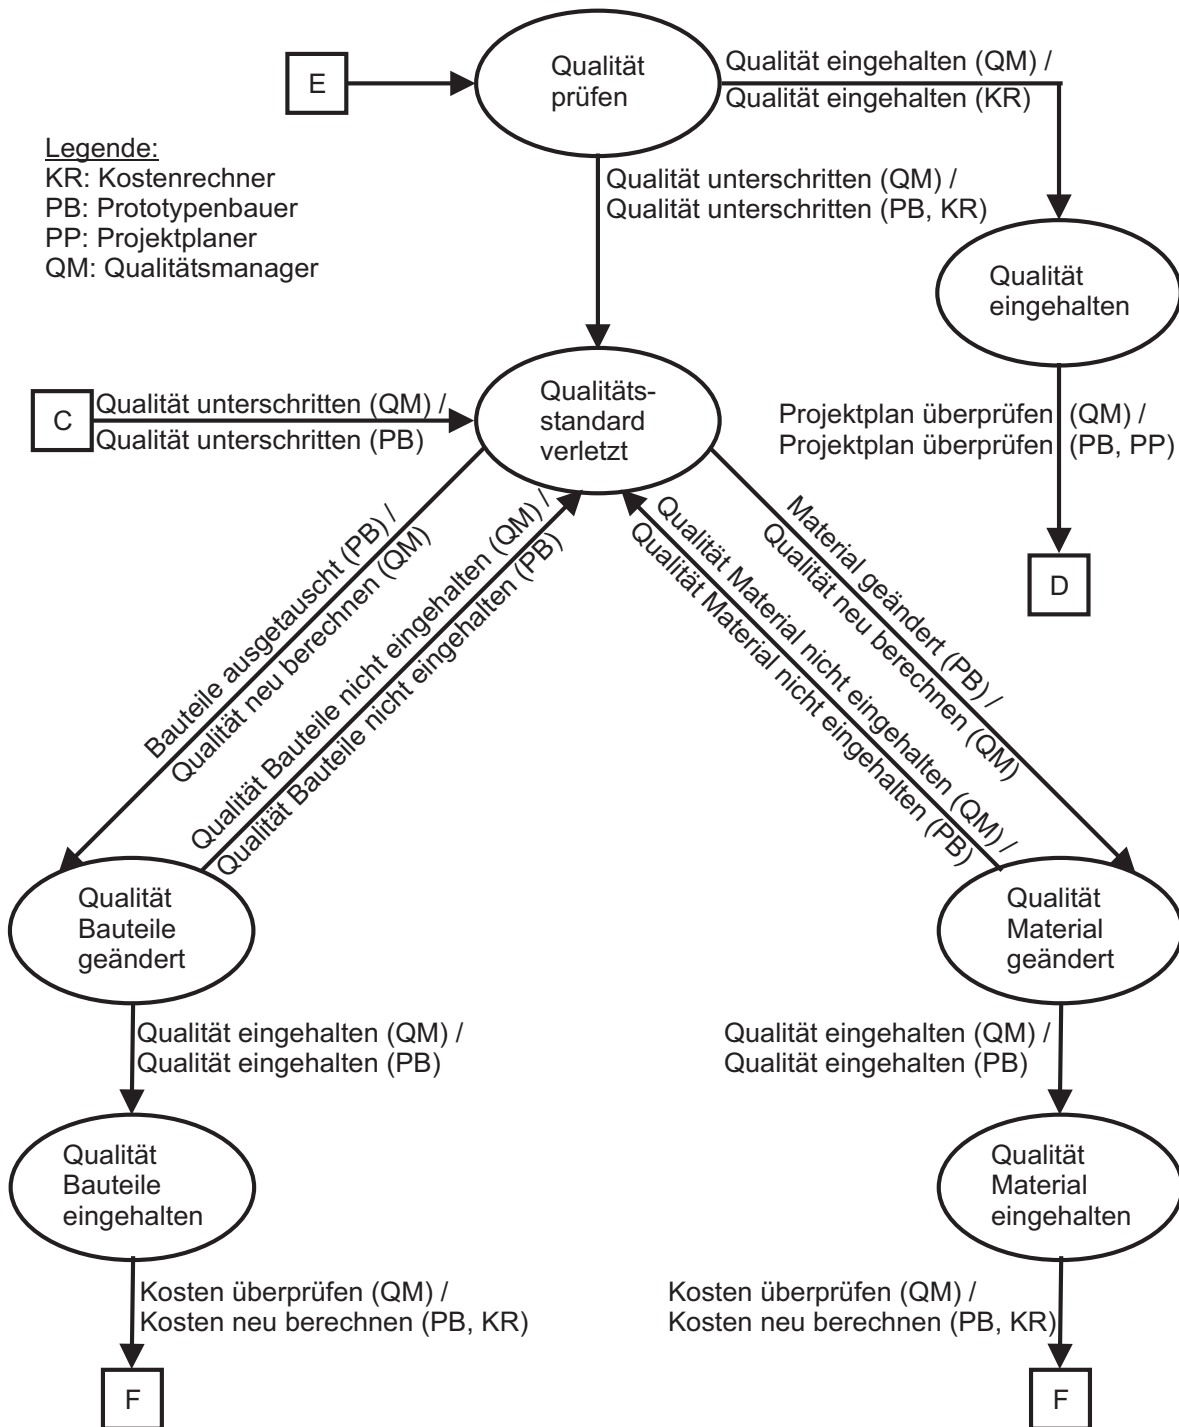 E
Qualität
prüfen
Qualität eingehalten (QM) /
Qualität eingehalten (KR)
Legende:
KR: Kostenrechner
PB: Prototypenbauer
PP: Projektplaner
QM: Qualitätsmanager
Qualität unterschritten (QM) /
Qualität unterschritten (PB, KR)
Qualität
eingehalten
C
Qualität unterschritten (QM) /
Qualität unterschritten (PB)
Qualitäts-
standard
verletzt
Projektplan überprüfen (QM) /
Projektplan überprüfen (PB, PP)
D
Bauteile ausgetauscht (PB) /
Qualität neu berechnen (QM)
Qualität Bauteile nicht eingehalten (QM) /
Qualität Bauteile nicht eingehalten (PB)
Qualität Material nicht eingehalten (QM) /
Qualität Material nicht eingehalten (PB)
Material geändert (PB) /
Qualität neu berechnen (QM)
Qualität
Bauteile
geändert
Qualität
Material
geändert
Qualität eingehalten (QM) /
Qualität eingehalten (PB)
Qualität eingehalten (QM) /
Qualität eingehalten (PB)
Qualität
Bauteile
eingehalten
Qualität
Material
eingehalten
Kosten überprüfen (QM) /
Kosten neu berechnen (PB, KR)
Kosten überprüfen (QM) /
Kosten neu berechnen (PB, KR)
F
F